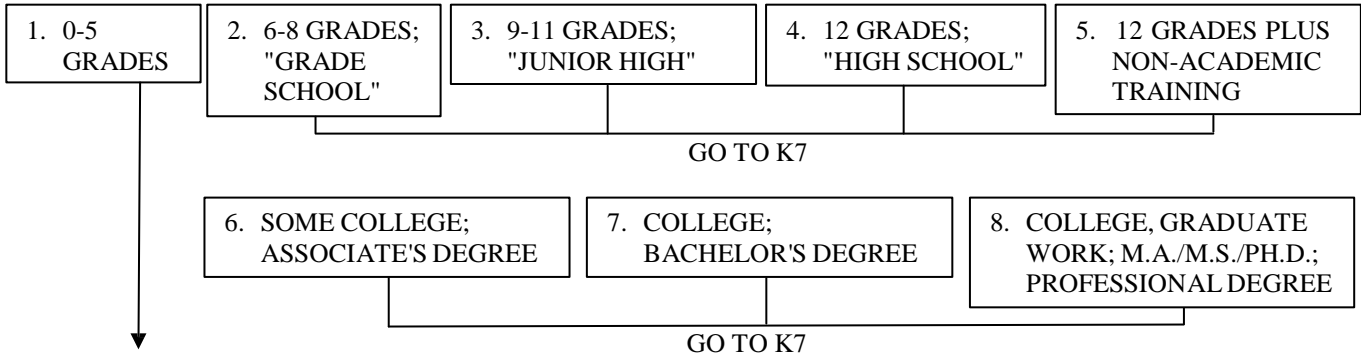 1. 0-5
GRADES
2. 6-8 GRADES;
"GRADE
SCHOOL"
3. 9-11 GRADES;
"JUNIOR HIGH"
4. 12 GRADES;
"HIGH SCHOOL"
5. 12 GRADES PLUS
NON-ACADEMIC
TRAINING
GO TO K7
6. SOME COLLEGE;
ASSOCIATE'S DEGREE
7. COLLEGE;
BACHELOR'S DEGREE
8. COLLEGE, GRADUATE
WORK; M.A./M.S./PH.D.;
PROFESSIONAL DEGREE
GO TO K7